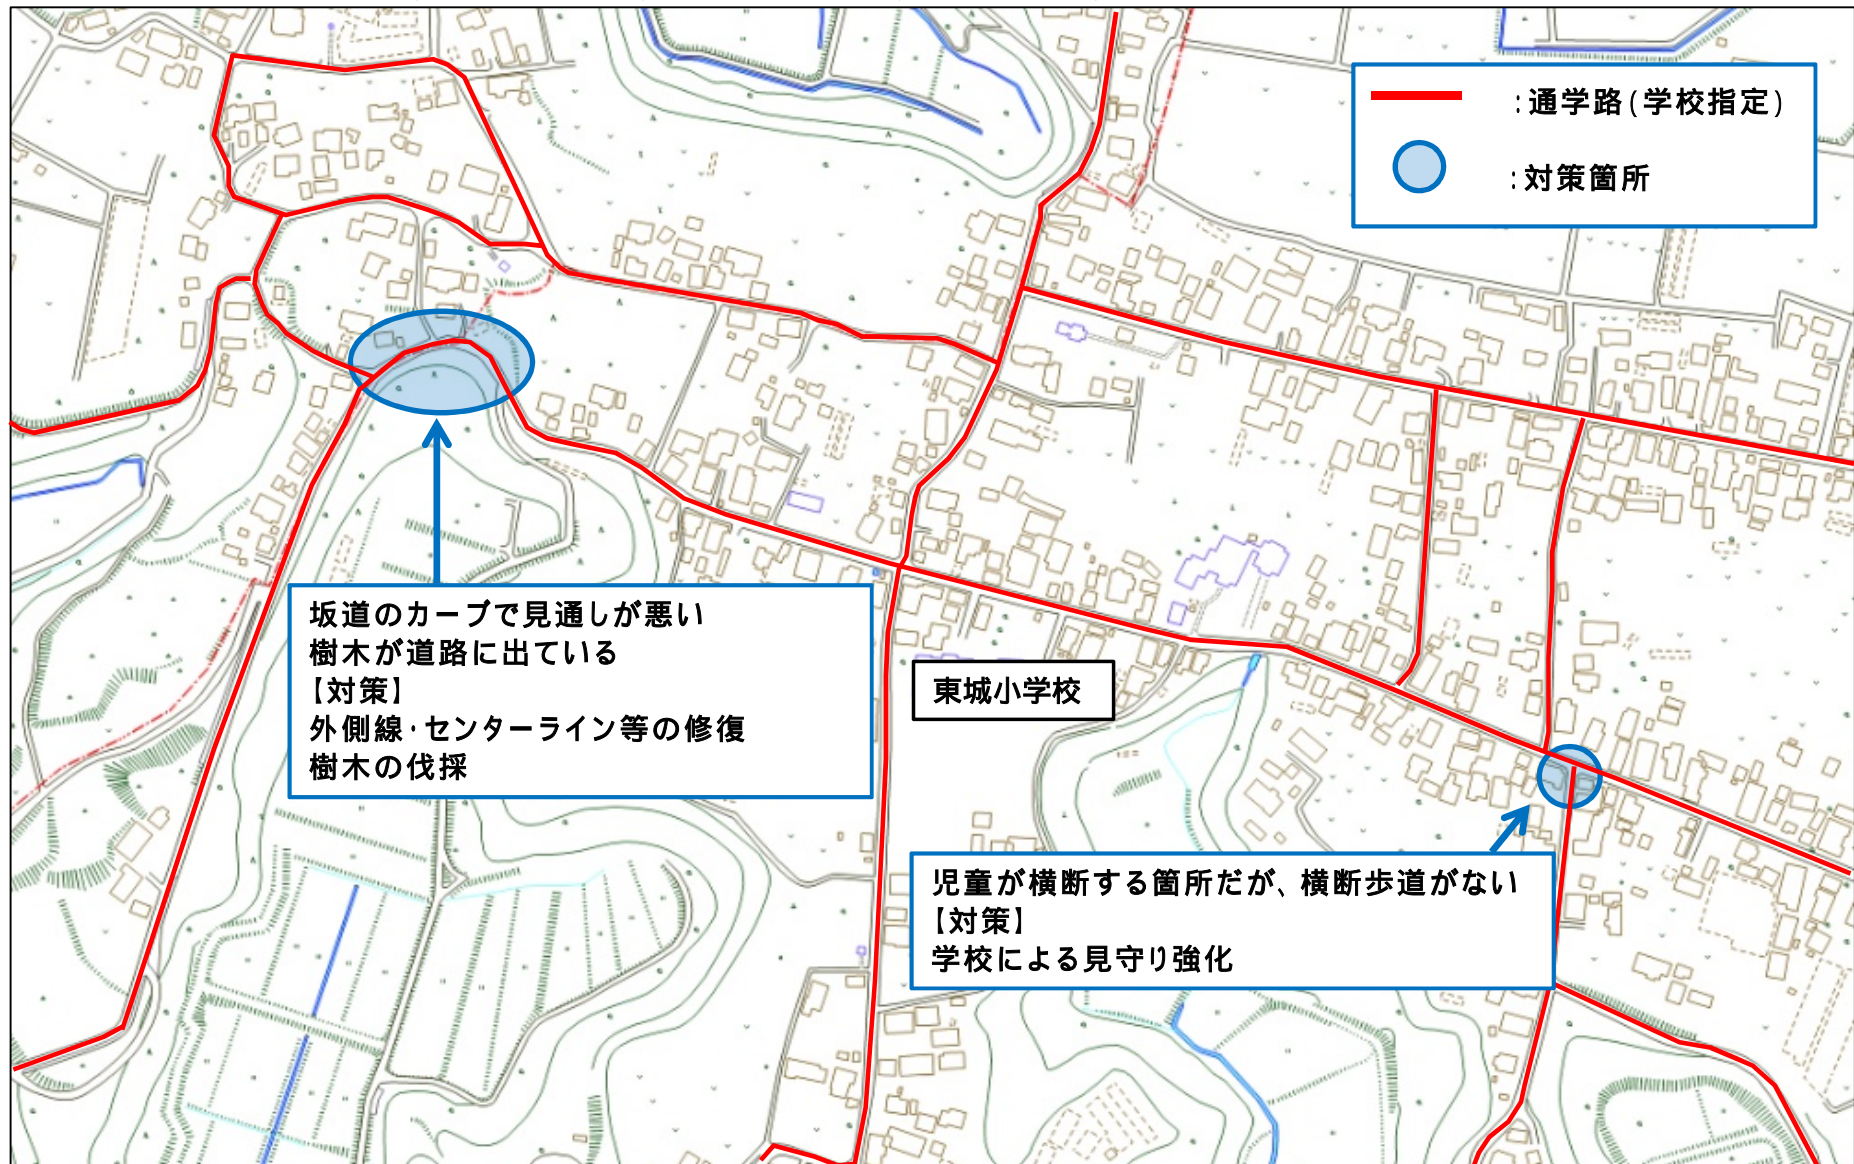 :通学路(学校指定)
:対策箇所
坂道のカーブで見通しが悪い
樹木が道路に出ている
【対策】
外側線・センターライン等の修復
樹木の伐採
東城小学校
児童が横断する箇所だが、横断歩道がない
【対策】
学校による見守り強化